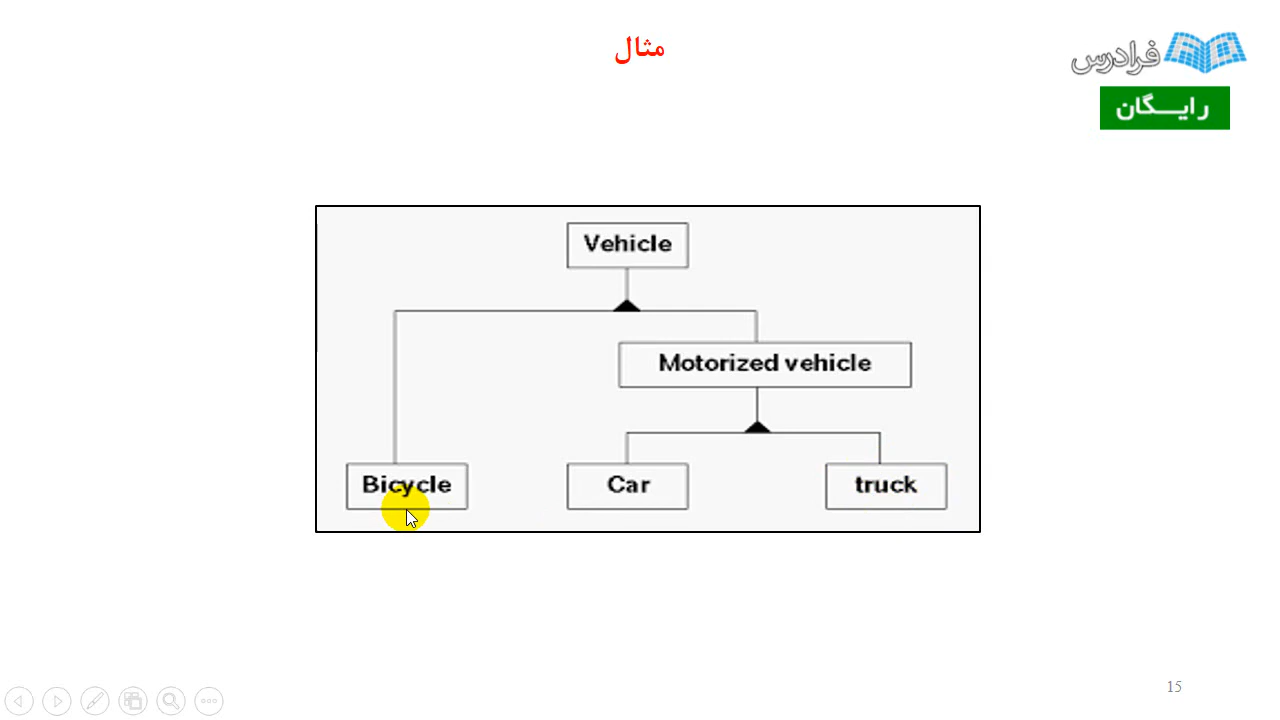 مثال
فرادرس
رایـــگان
Vehicle
Motorized vehicle
Bicycle
Car
truck
15